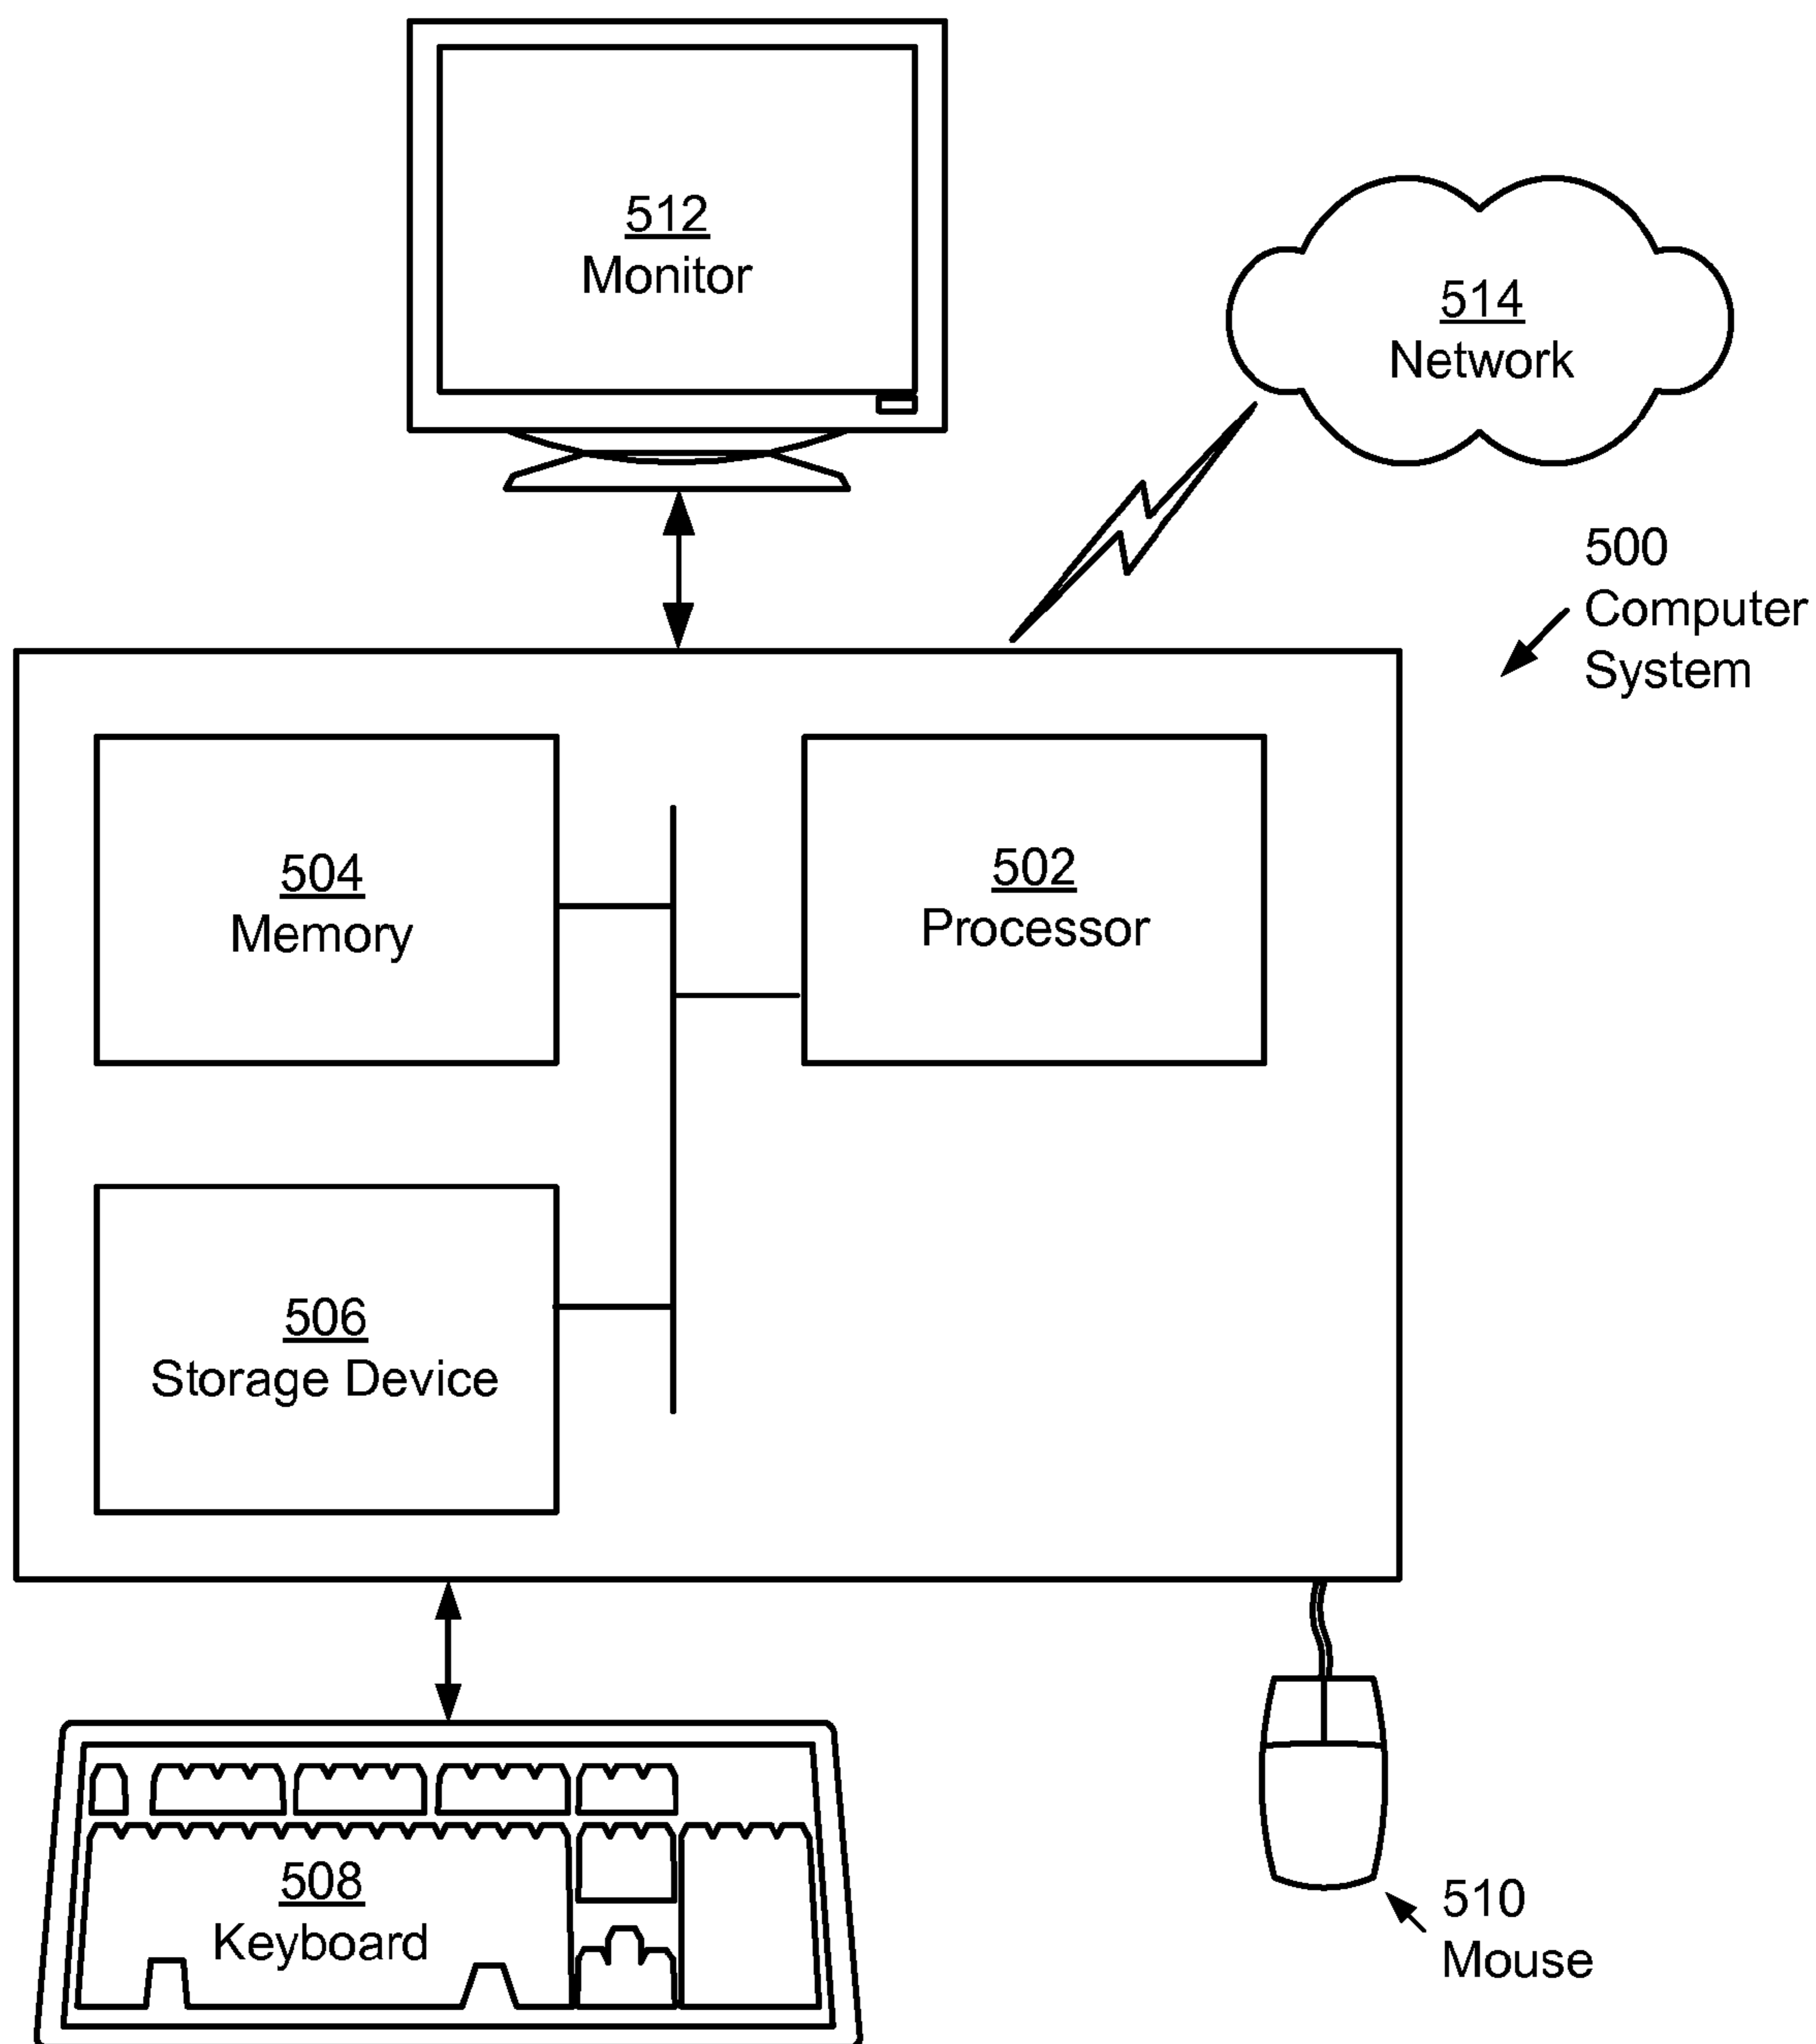 512
Monitor
514
Network
500
Computer
System
504
Memory
502
Processor
506
Storage Device
508
Keyboard
510
Mouse